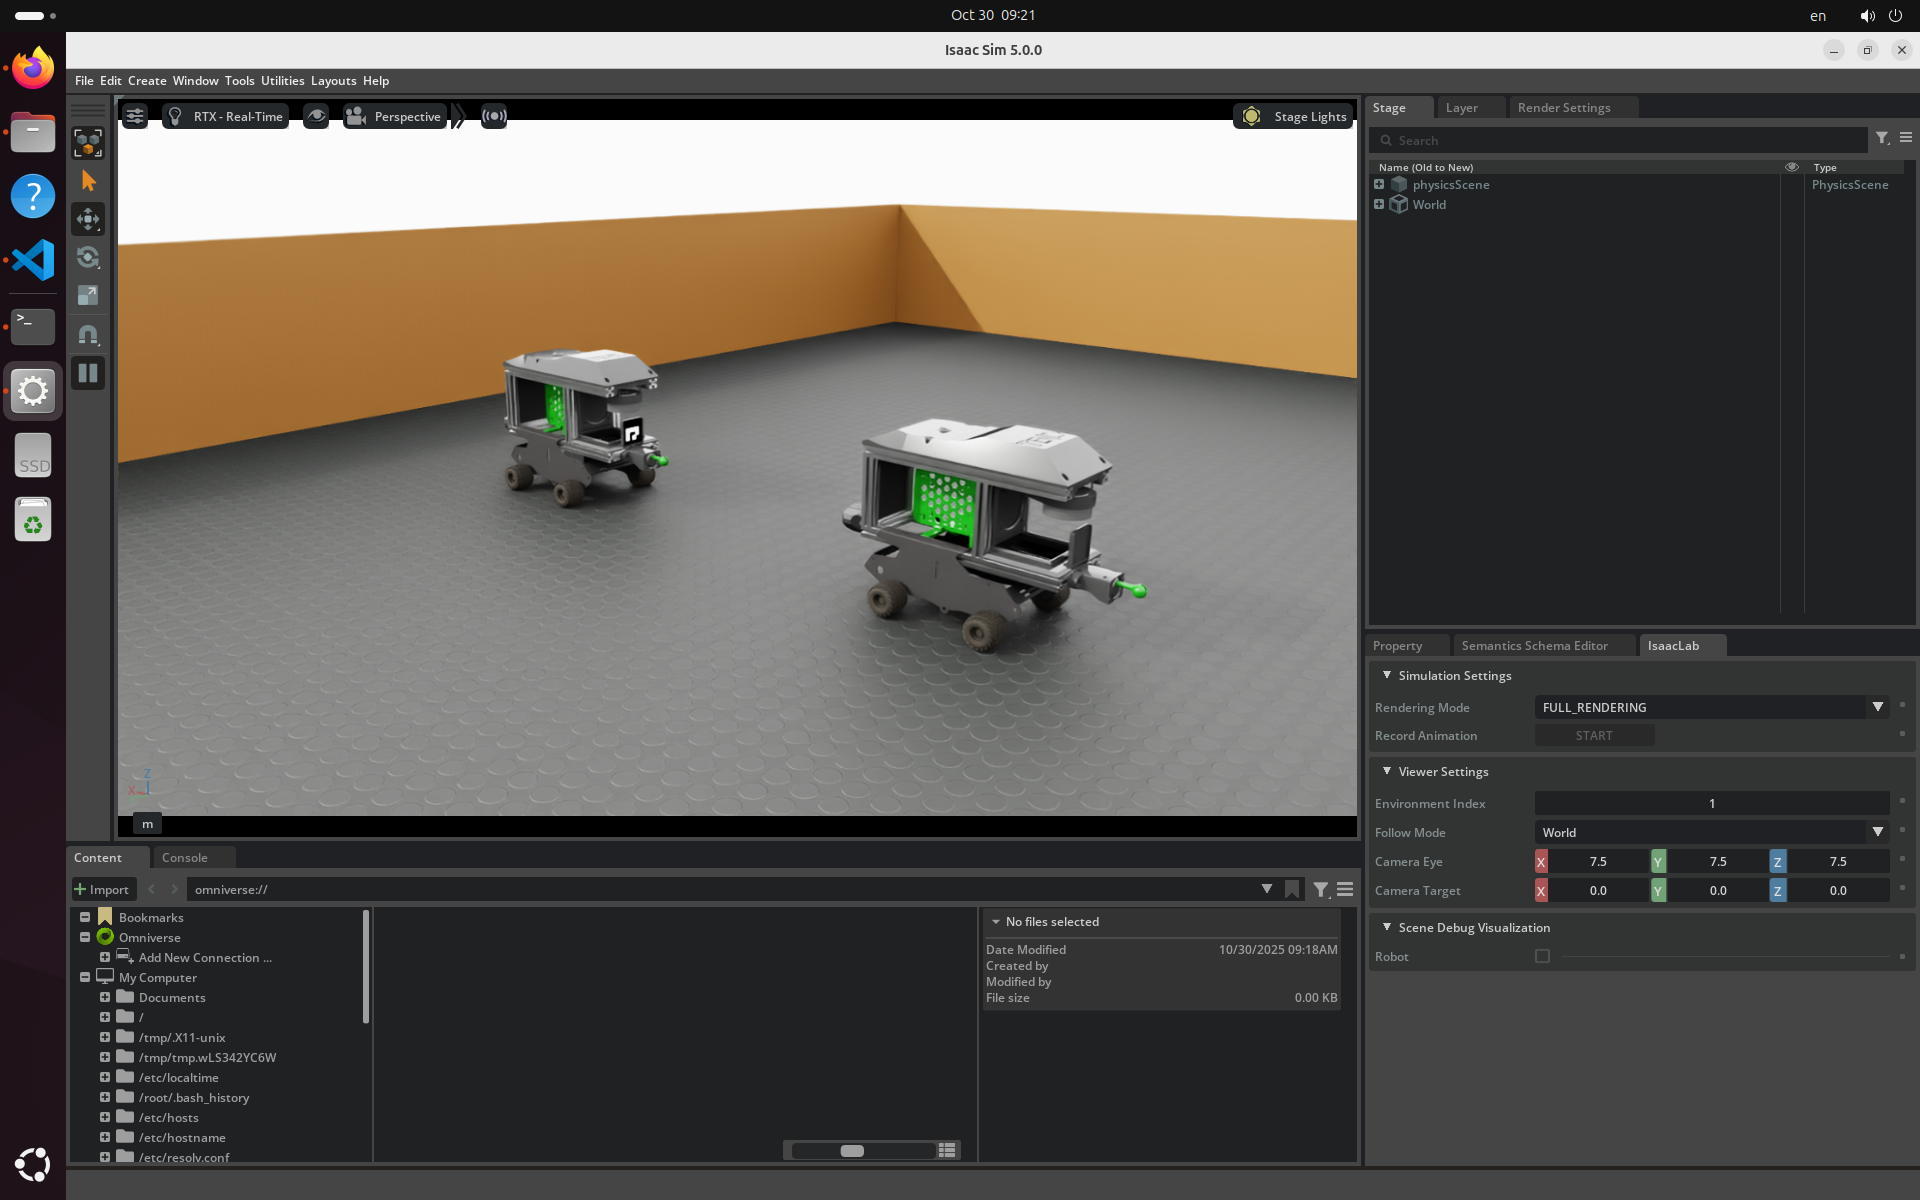 Oct 30 09:21
en
Isaac Sim 5.0.0
File Edit Create Window Tools Utilities Layouts Help
RTX - Real-Time
Perspective
Stage Lights
Stage
Layer
Render Settings
Search
Name (Old to New)
Type
physicsScene
PhysicsScene
World
SSD
Z
X
m
Property
Semantics Schema Editor
IsaacLab
Simulation Settings
Rendering Mode
FULL_RENDERING
Record Animation
START
Viewer Settings
Environment Index
1
Follow Mode
World
Camera Eye
X 7.5 Y 7.5 Z 7.5
Camera Target
X 0.0 Y 0.0 Z 0.0
Scene Debug Visualization
Robot
Content
Console
Import
omniverse://
Bookmarks
Omniverse
Add New Connection ...
My Computer
Documents
/
/tmp/.X11-unix
/tmp/tmp.wLS342YC6W
/etc/localtime
/root/.bash_history
/etc/hosts
/etc/hostname
/etc/resolv.conf
No files selected
Date Modified 10/30/2025 09:18AM
Created by
Modified by
File size 0.00 KB